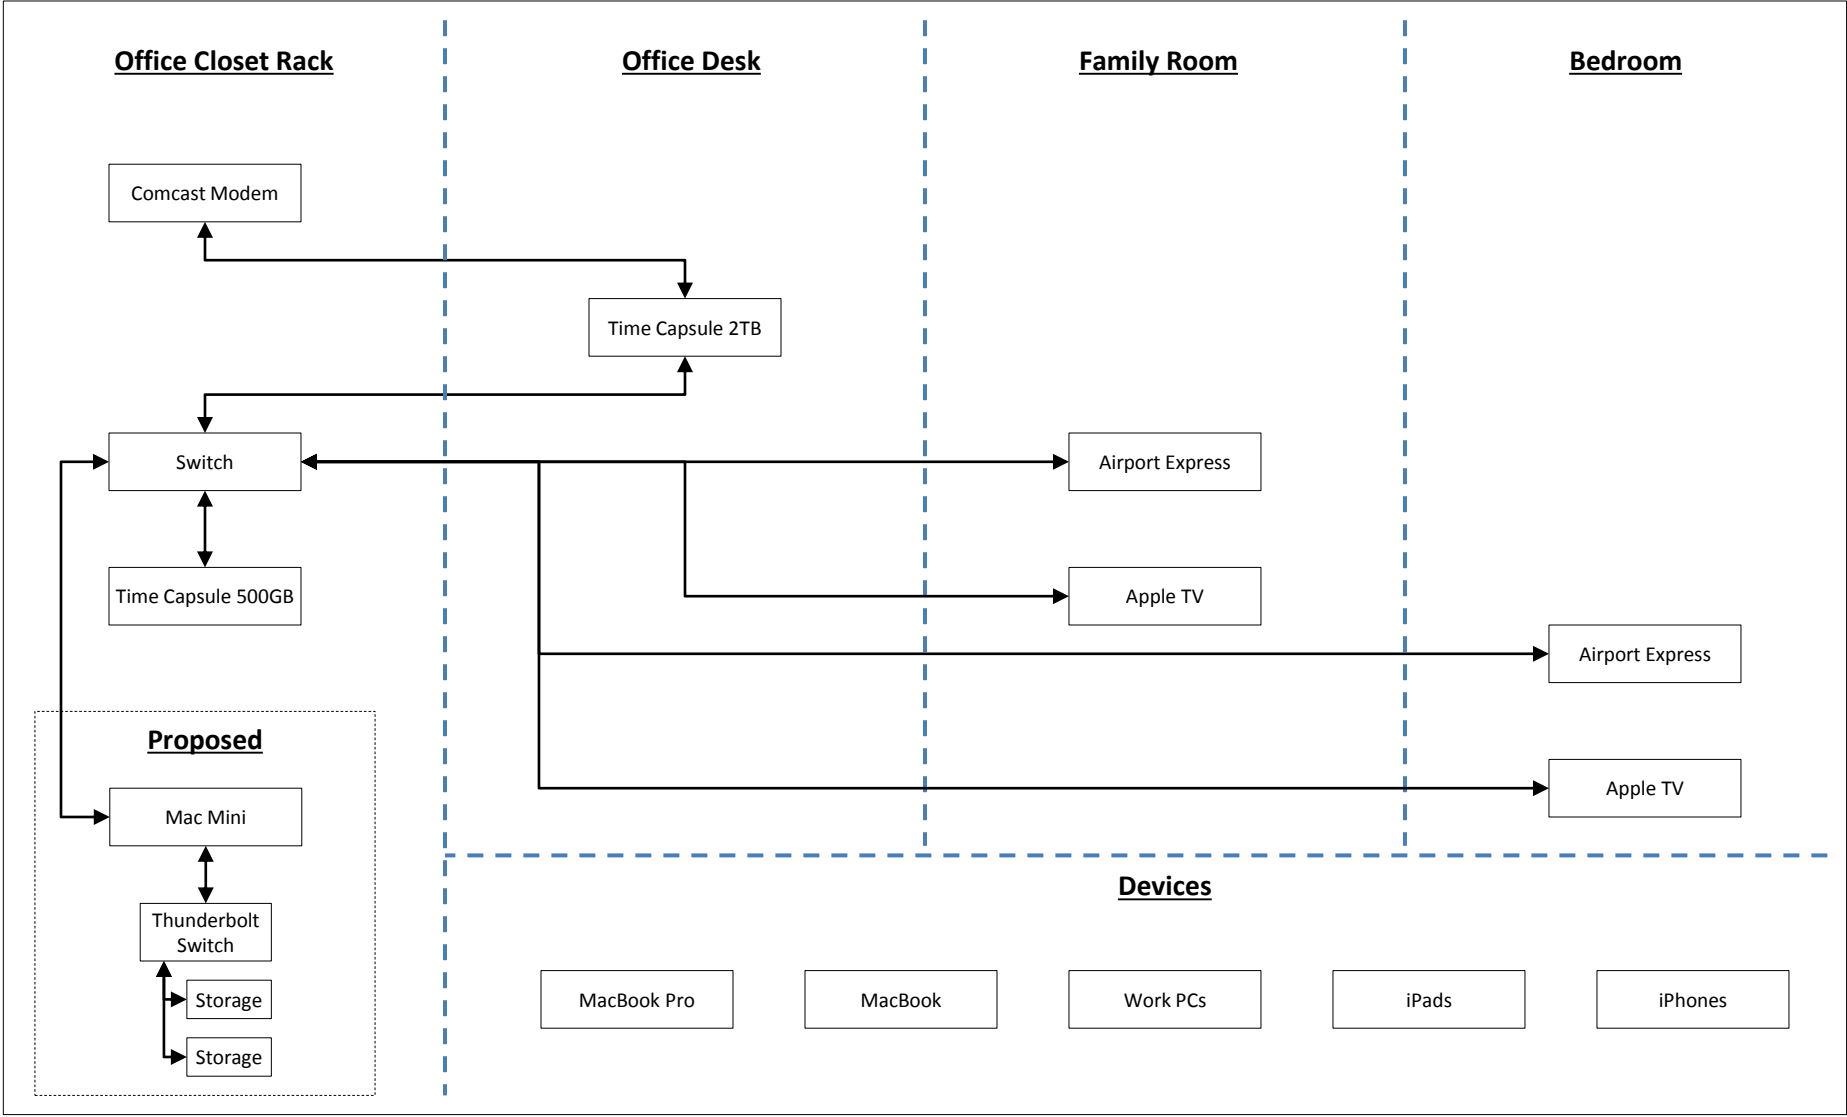 Office Closet Rack
Office Desk
Family Room
Bedroom
Comcast Modem
Time Capsule 2TB
Switch
Airport Express
Time Capsule 500GB
Apple TV
Airport Express
Proposed
Mac Mini
Apple TV
Thunderbolt
Switch
Storage
Storage
Devices
MacBook Pro
MacBook
Work PCs
iPads
iPhones